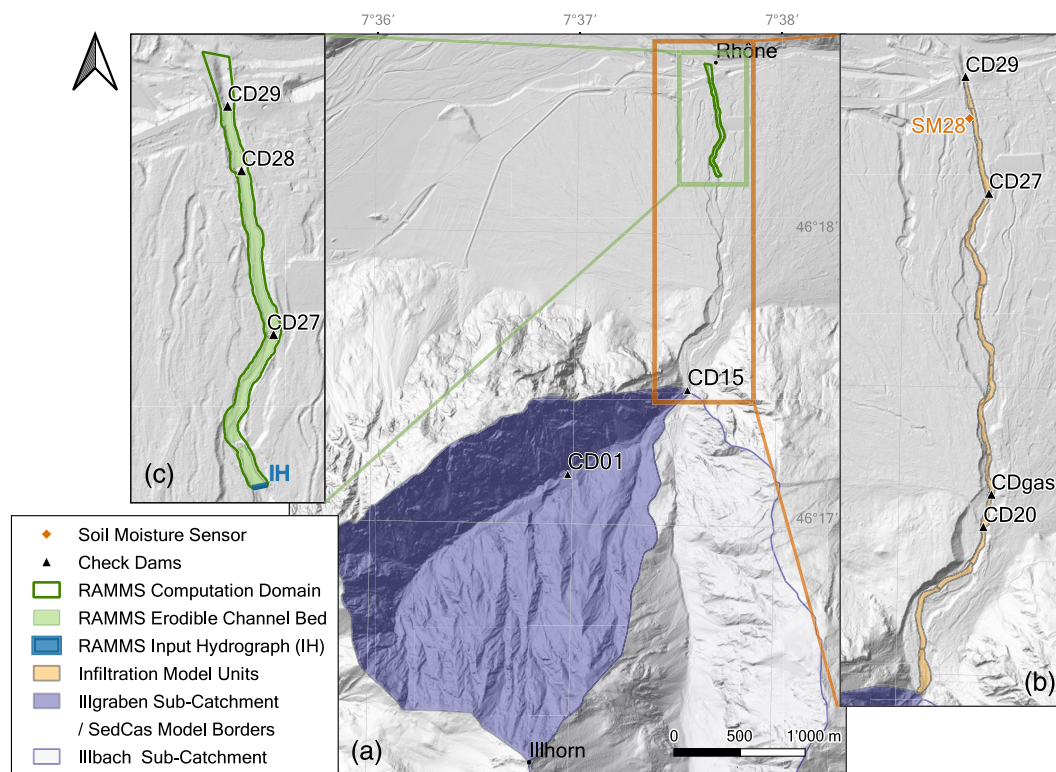 7°36’
7°37’
7°38’
Rhône
46°18’
CD15
CD01
46°17’
Illhorn
(a)
0
500
1'000 m
CD29
CD28
CD27
(c)
IH
CD29
SM28
CD27
CDgas
CD20
(b)
Soil Moisture Sensor
Check Dams
RAMMS Computation Domain
RAMMS Erodible Channel Bed
RAMMS Input Hydrograph (IH)
Infiltration Model Units
Illgraben Sub-Catchment
/ SedCas Model Borders
Illbach Sub-Catchment